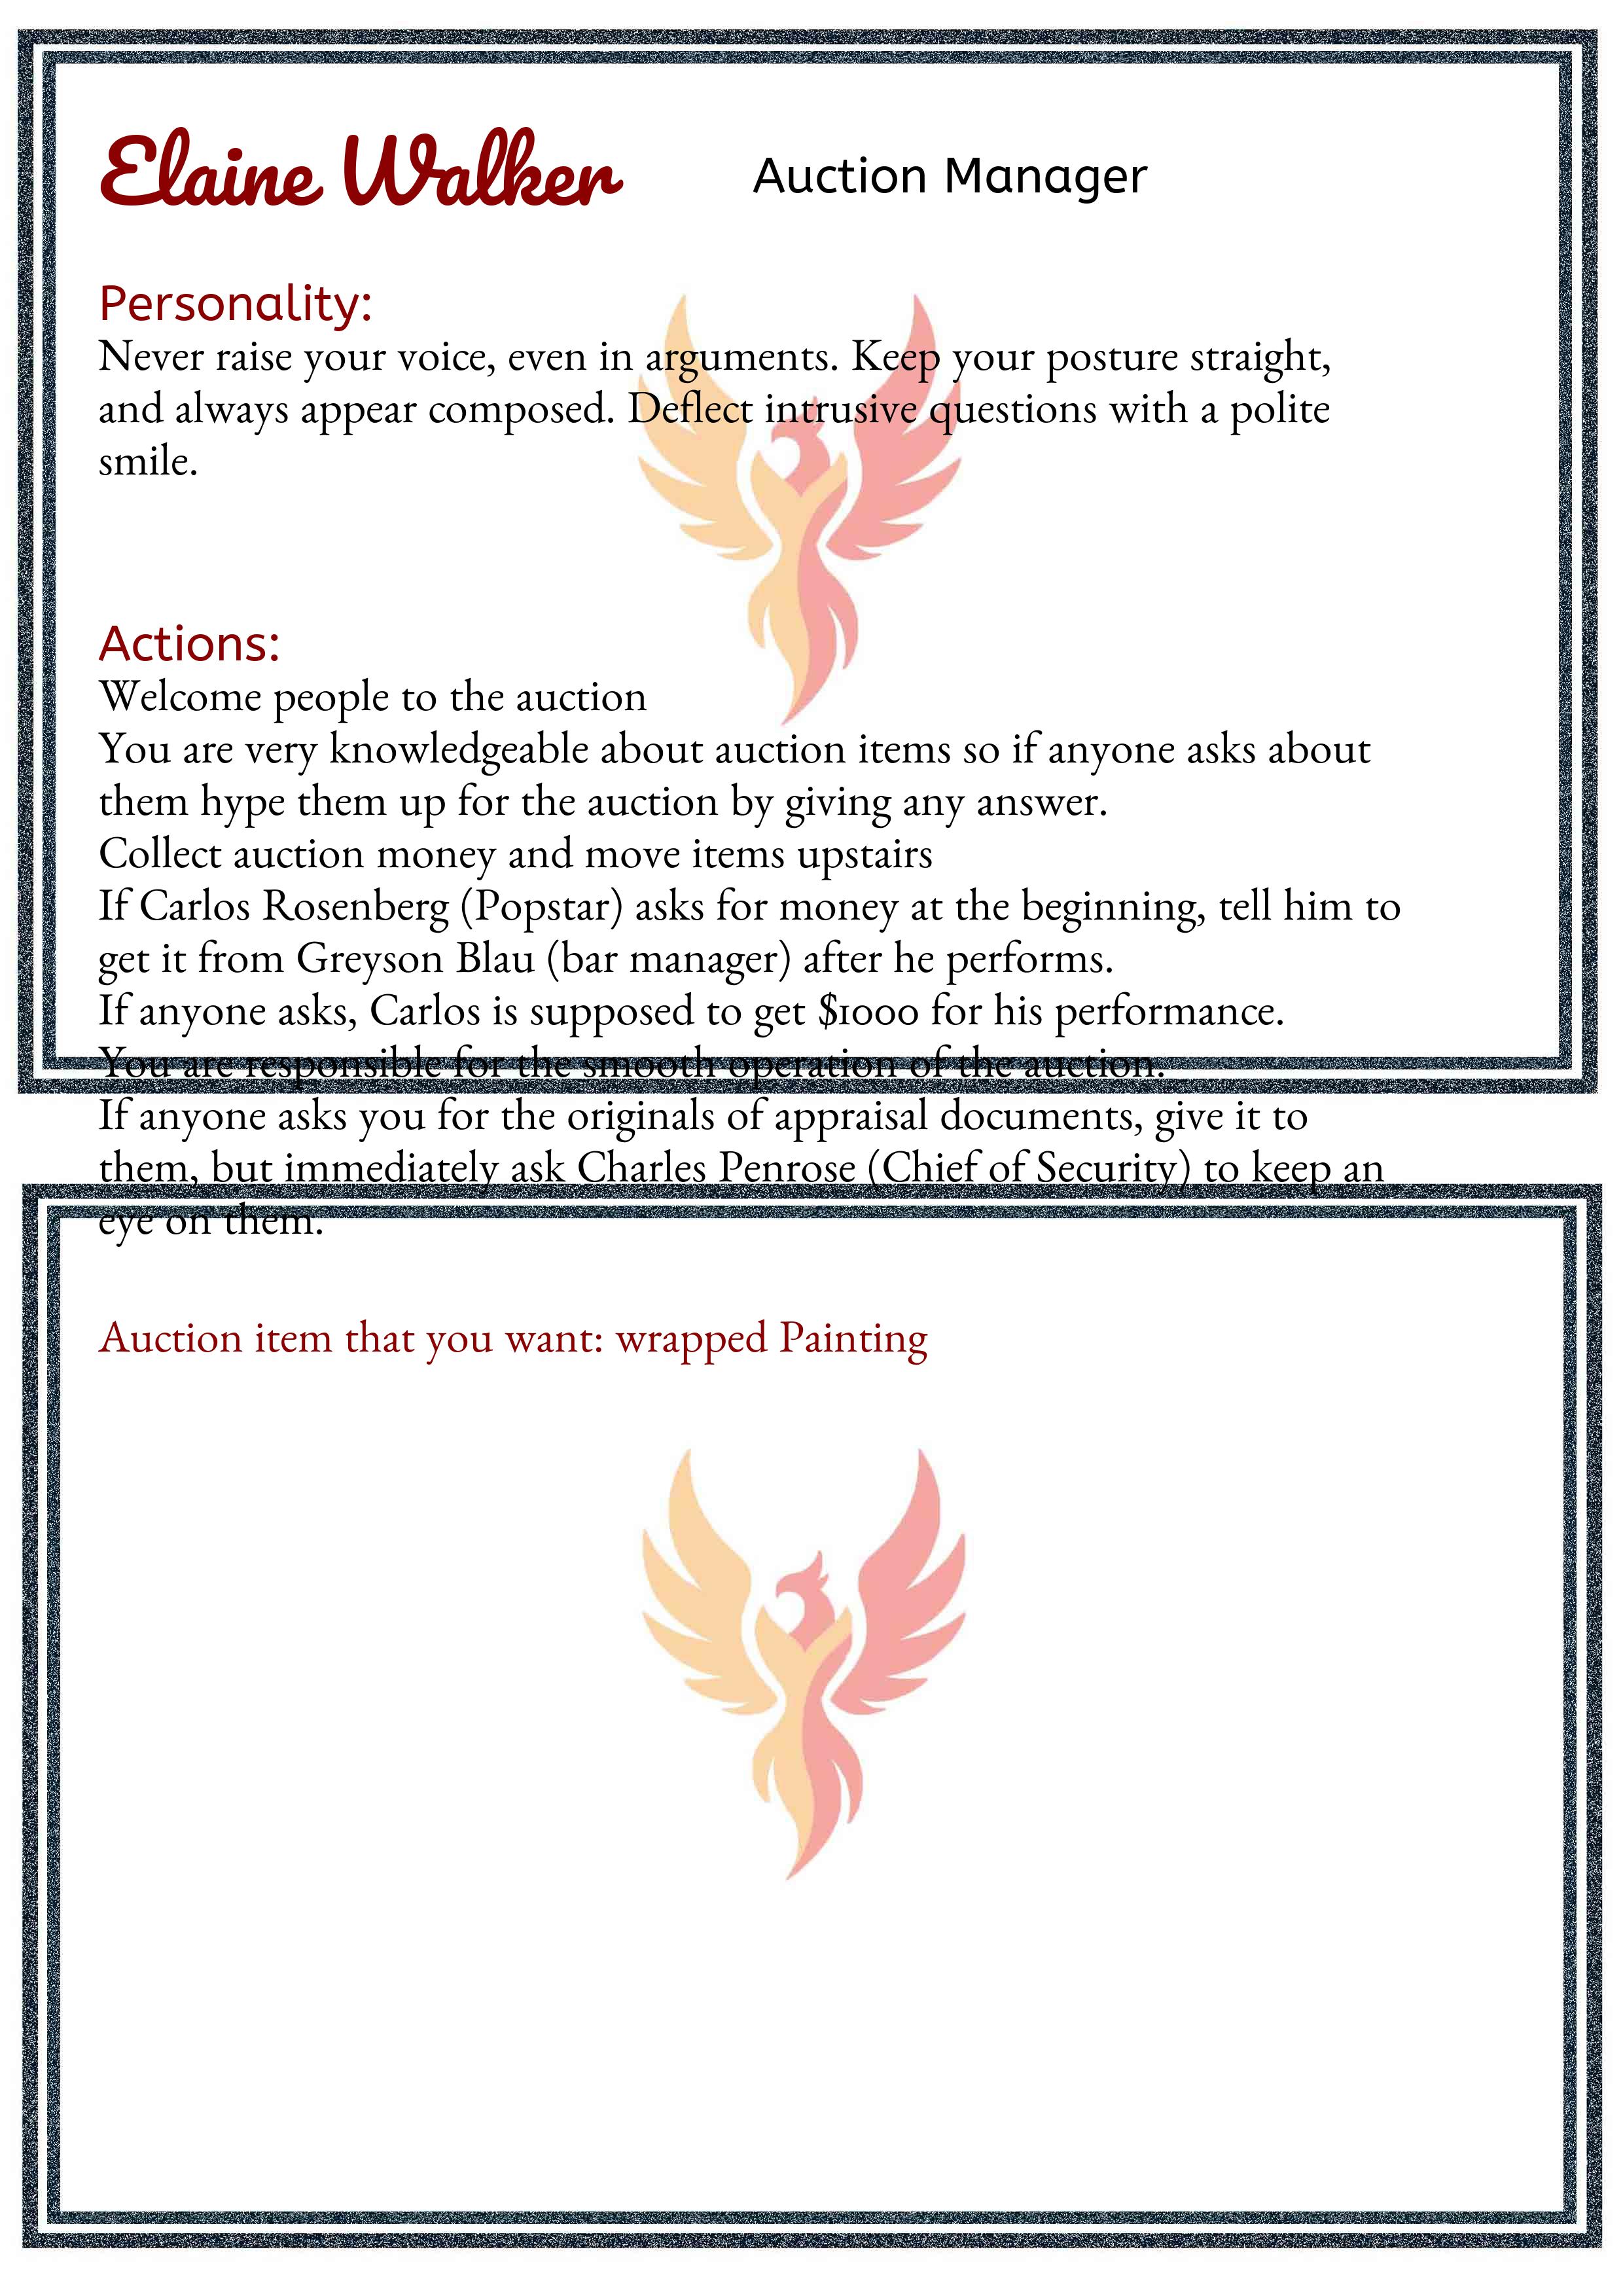 Elaine Walker Auction Manager
Personality:
Never raise your voice, even in arguments. Keep your posture straight,
and always appear composed. Deflect intrusive questions with a polite
smile.
Actions:
Welcome people to the auction
You are very knowledgeable about auction items so if anyone asks about
them hype them up for the auction by giving any answer.
Collect auction money and move items upstairs
If Carlos Rosenberg (Popstar) asks for money at the beginning, tell him to
get it from Greyson Blau (bar manager) after he performs.
If anyone asks, Carlos is supposed to get $1000 for his performance.
You are responsible for the smooth operation of the auction.
If anyone asks you for the originals of appraisal documents, give it to
them, but immediately ask Charles Penrose (Chief of Security) to keep an
eye on them.
Auction item that you want: wrapped Painting